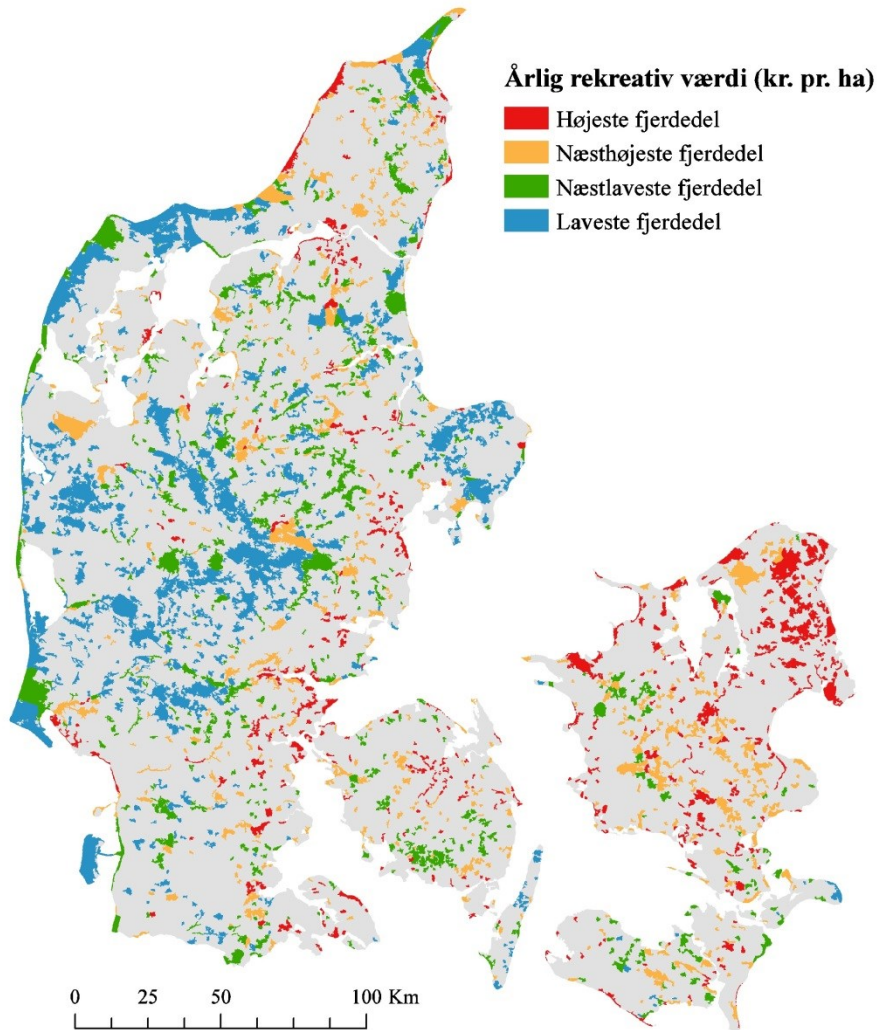 Årlig rekreativ værdi (kr. pr. ha)
Højeste fjerdedel
Næsthøjeste fjerdedel
Næstlaveste fjerdedel
Laveste fjerdedel
0 25 50 100 Km